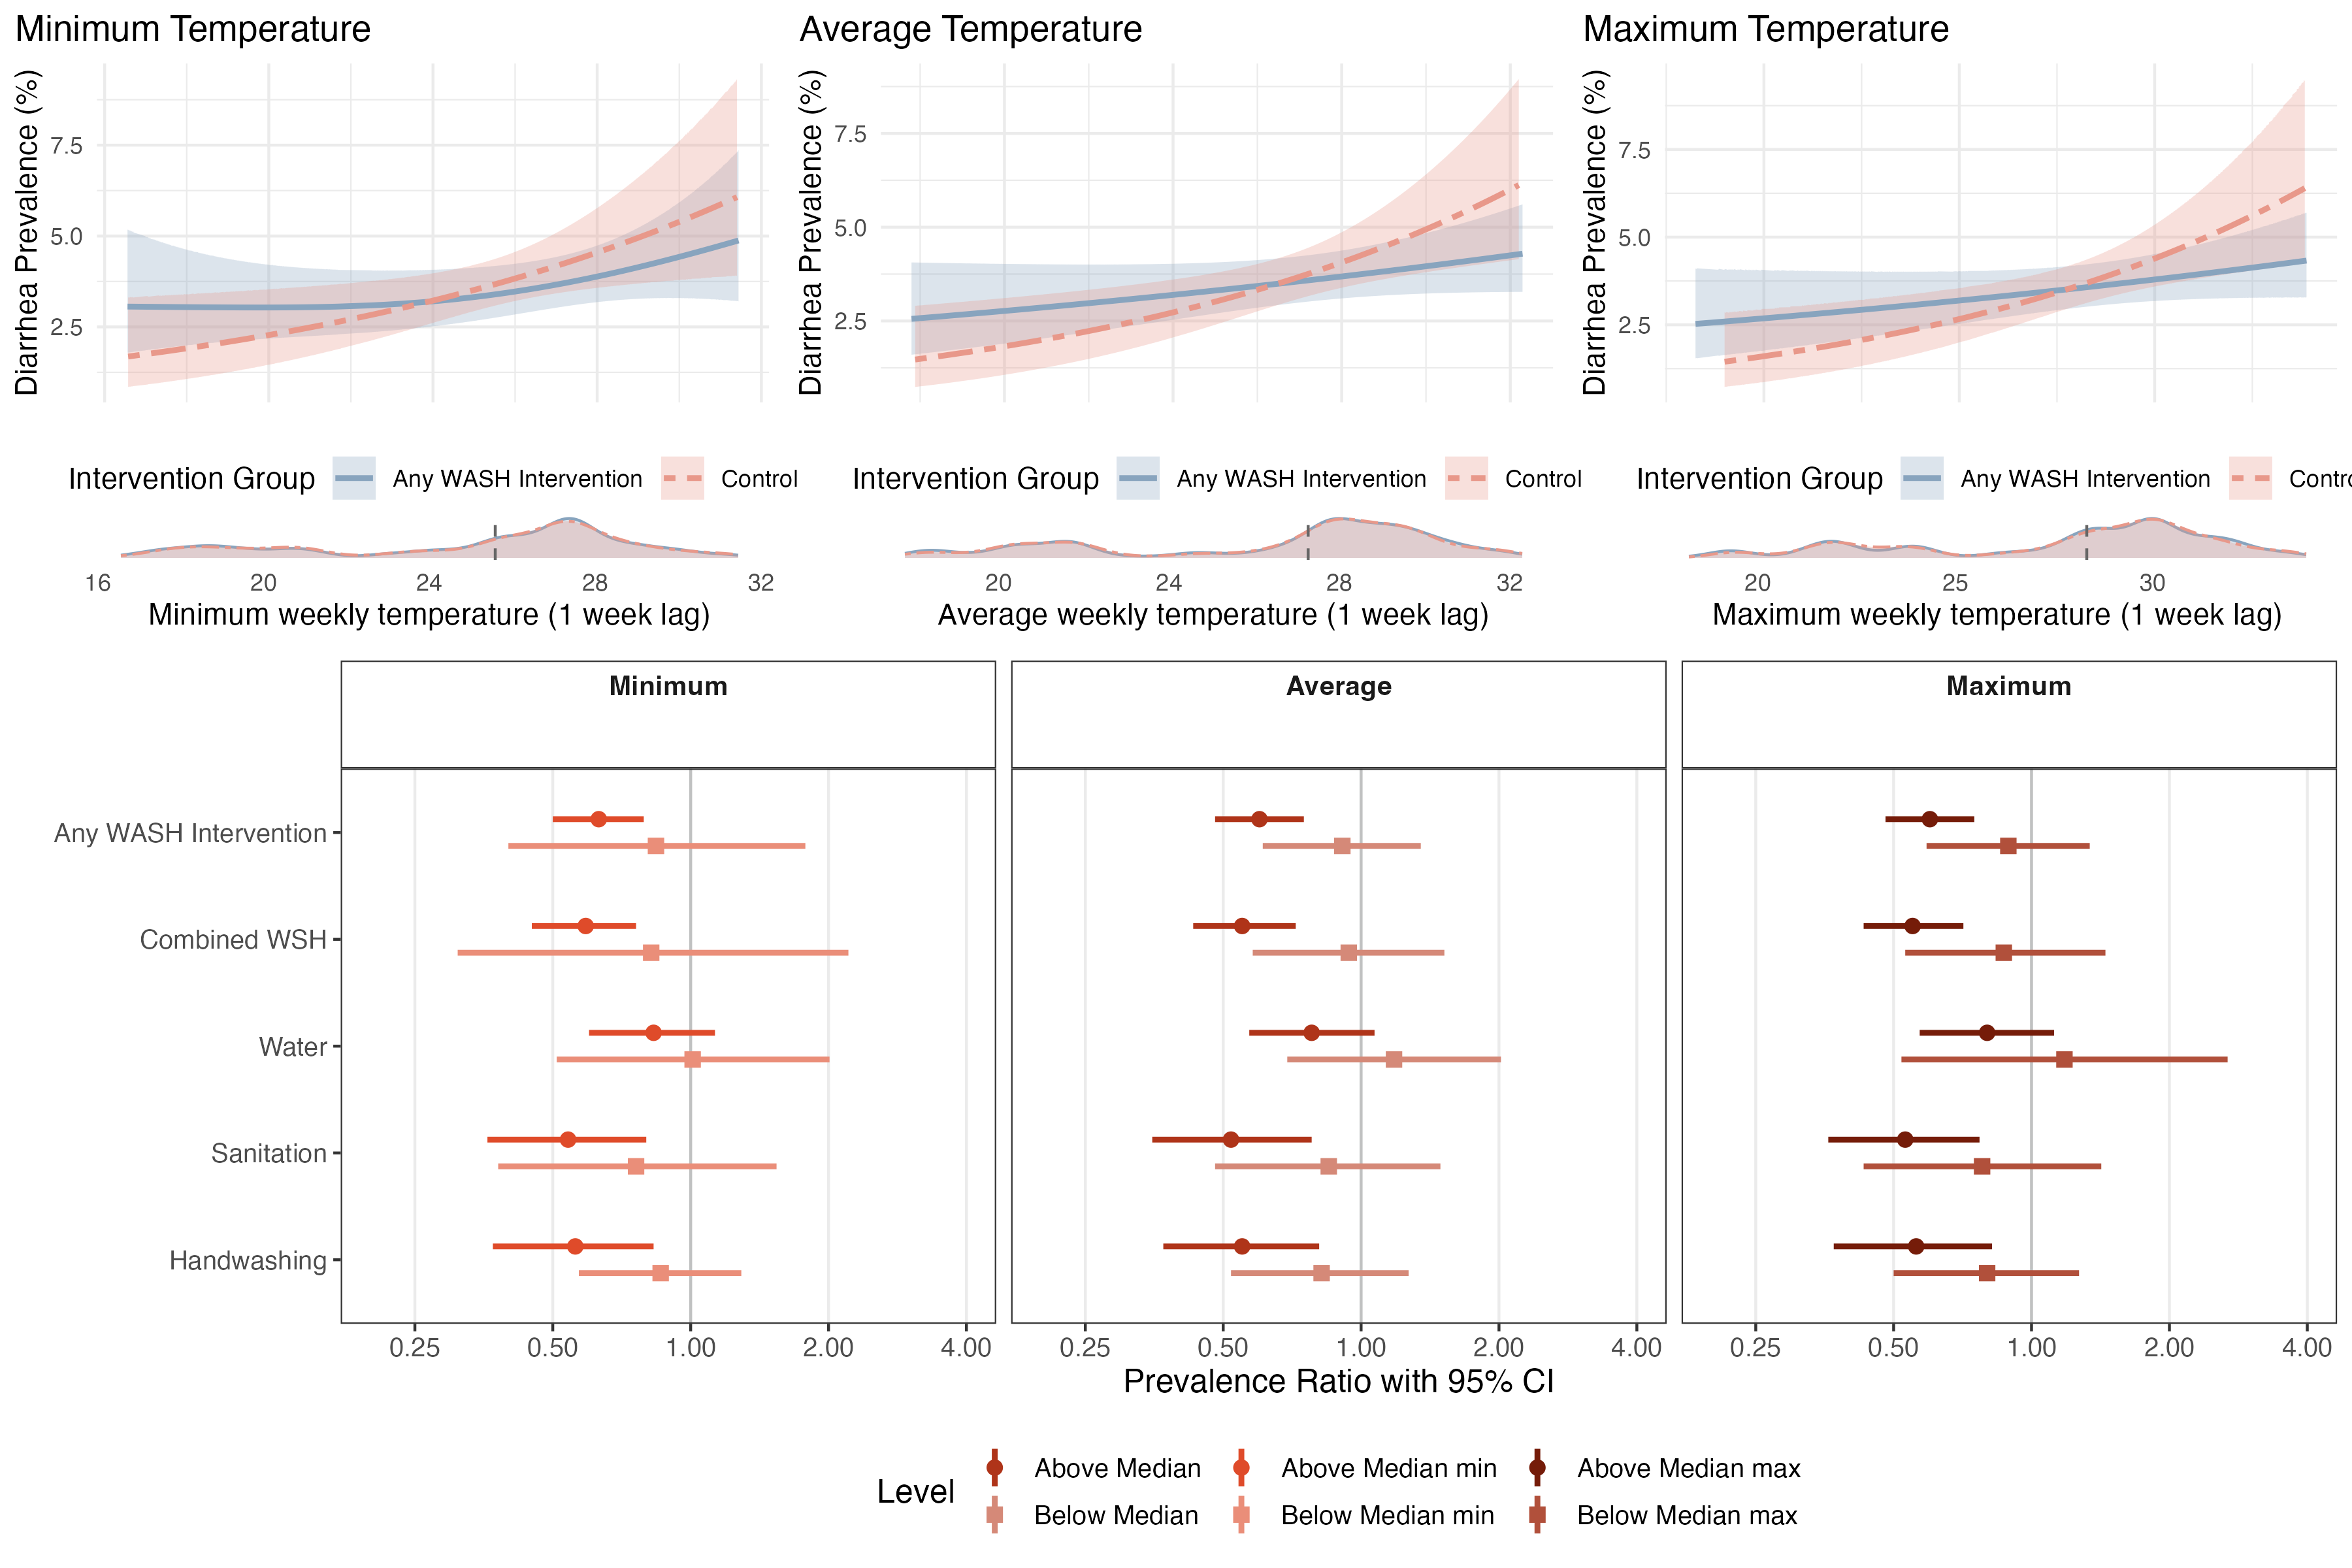 Minimum Temperature
Diarrhea Prevalence (%)
7.5
5.0
2.5
Intervention Group Any WASH Intervention Control
16 20 24 28 32
Minimum weekly temperature (1 week lag)
Average Temperature
Diarrhea Prevalence (%)
7.5
5.0
2.5
Intervention Group Any WASH Intervention Control
20 24 28 32
Average weekly temperature (1 week lag)
Maximum Temperature
Diarrhea Prevalence (%)
7.5
5.0
2.5
Intervention Group Any WASH Intervention Contro
20 25 30
Maximum weekly temperature (1 week lag)
Minimum Average Maximum
Any WASH Intervention
Combined WSH
Water
Sanitation
Handwashing
0.25 0.50 1.00 2.00 4.00 0.25 0.50 1.00 2.00 4.00 0.25 0.50 1.00 2.00 4.00
Prevalence Ratio with 95% CI
Level
Above Median Above Median min Above Median max
Below Median Below Median min Below Median max